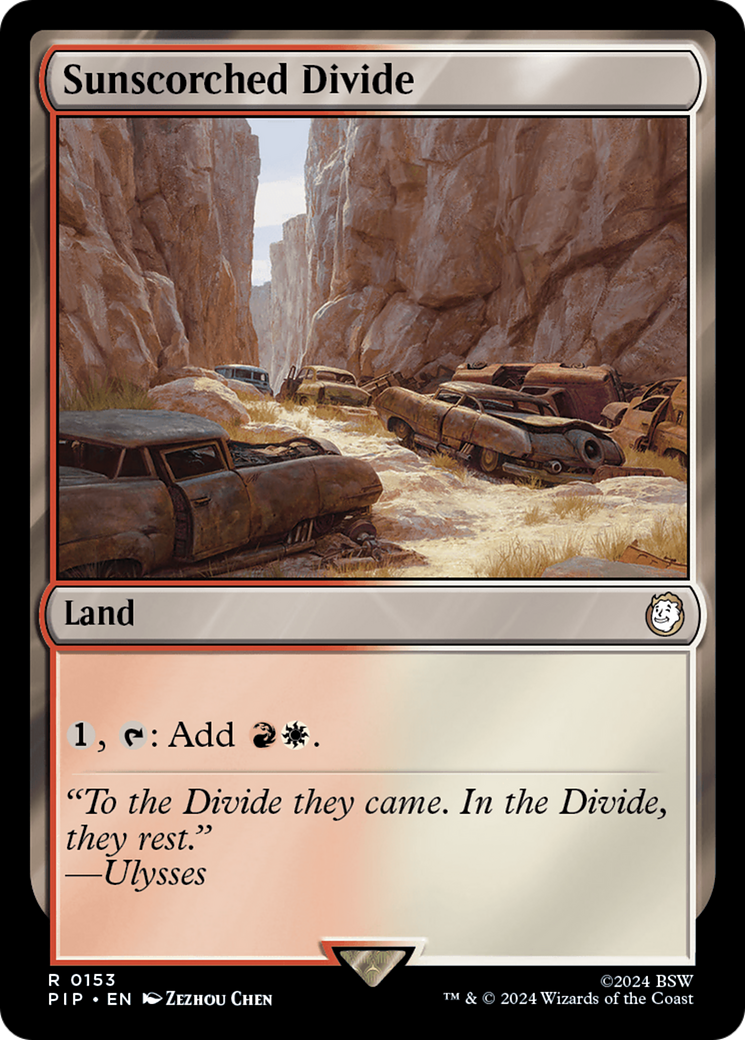 Sunscorched Divide
Land
1, : Add .
“To the Divide they came. In the Divide,
they rest.”
—Ulysses
R 0153
PIP • EN Zezhou Chen
©2024 BSW
™ & © 2024 Wizards of the Coast